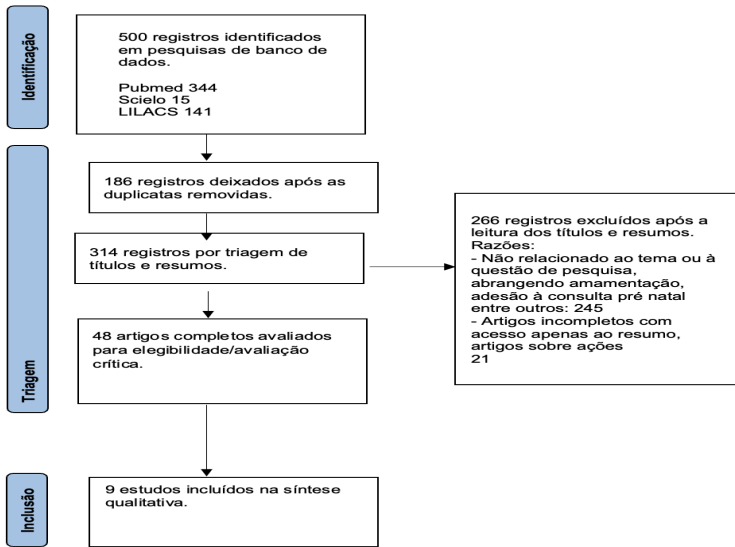 Identificação
500 registros identificados
em pesquisas de banco de
dados.
Pubmed 344
Scielo 15
LILACS 141
Triagem
186 registros deixados após as
duplicatas removidas.
314 registros por triagem de
títulos e resumos.
266 registros excluídos após a
leitura dos títulos e resumos.
Razões:
- Não relacionado ao tema ou à
questão de pesquisa,
abrangendo amamentação,
adesão à consulta pré natal
entre outros: 245
- Artigos incompletos com
acesso apenas ao resumo,
artigos sobre ações
21
48 artigos completos avaliados
para elegibilidade/avaliação
crítica.
Inclusão
9 estudos incluídos na síntese
qualitativa.